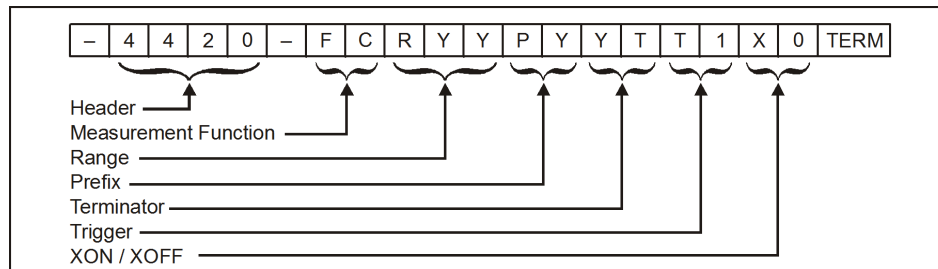 – 4 4 2 0 – F C R Y Y P Y Y T T 1 X 0 TERM
Header
Measurement Function
Range
Prefix
Terminator
Trigger
XON / XOFF